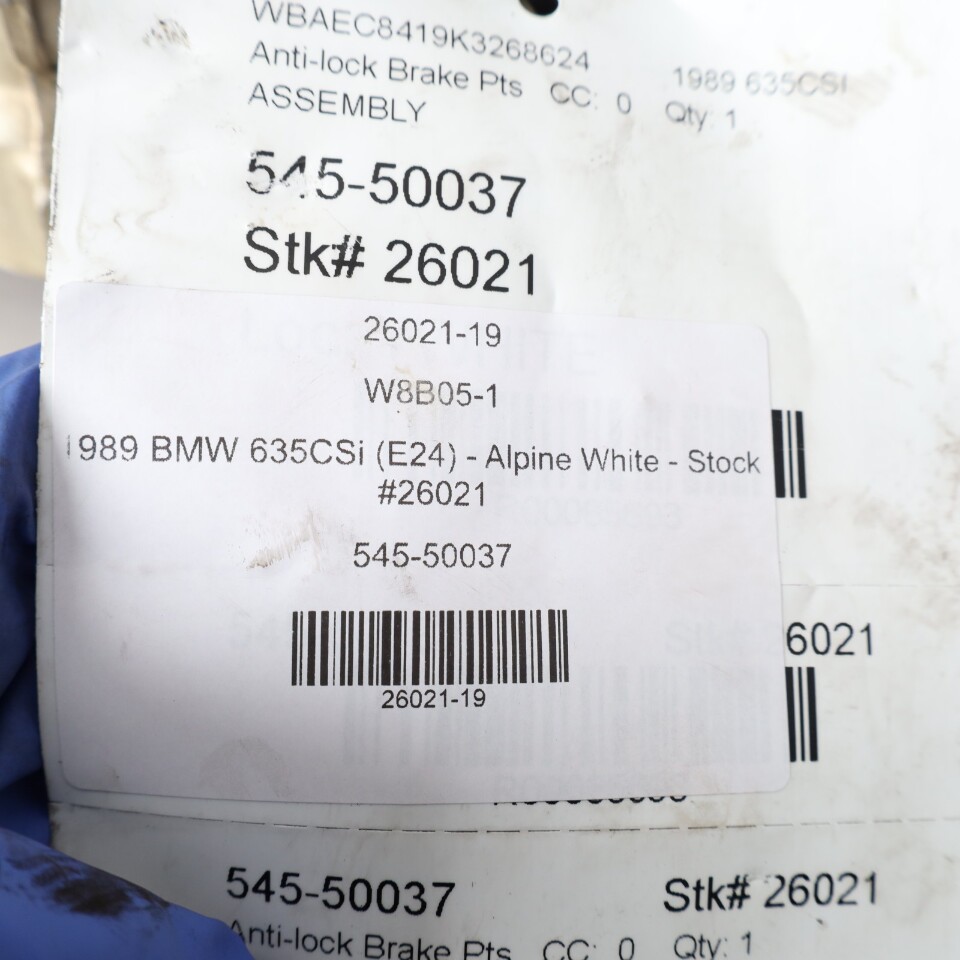 WBAEC8419K3268624
Anti-lock Brake Pts CC: 0 1989 635CSI
ASSEMBLY Qty: 1
545-50037
Stk# 26021
26021-19
W8B05-1
1989 BMW 635CSi (E24) - Alpine White - Stock
#26021
545-50037
Stk# 26021
26021-19
545-50037 Stk# 26021
Anti-lock Brake Pts CC: 0 Qty: 1